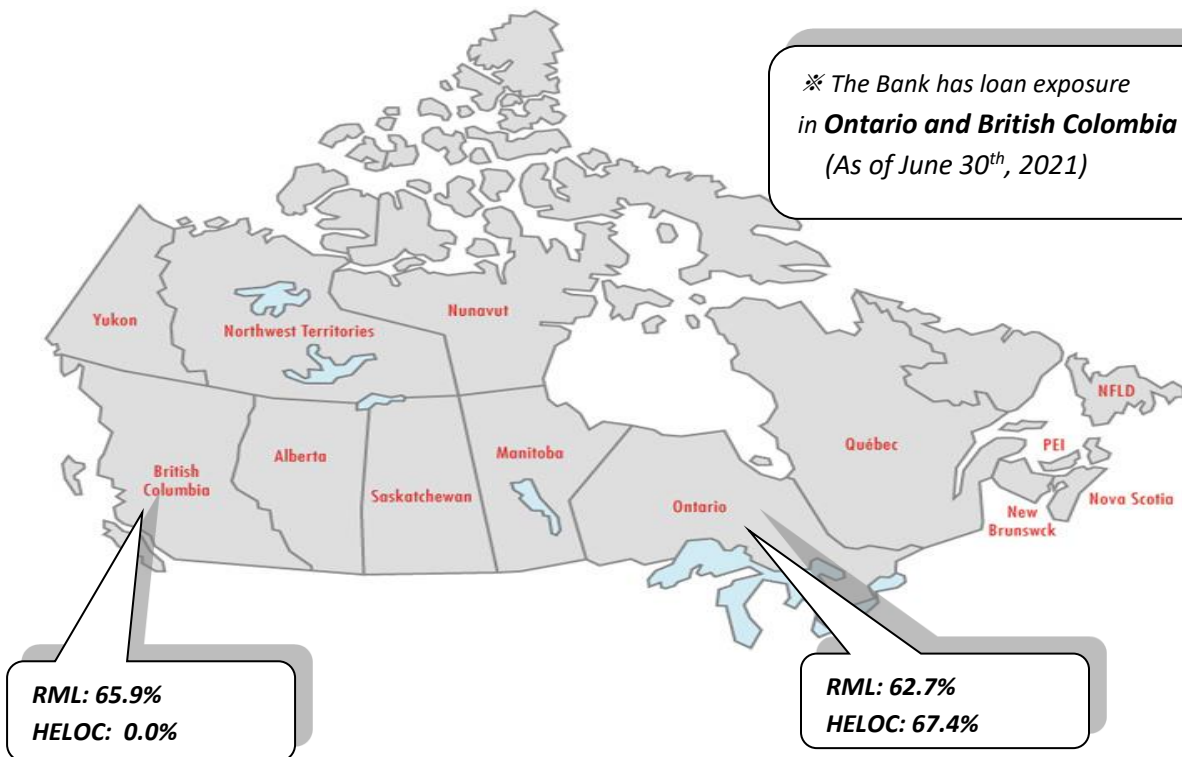 ※ The Bank has loan exposure
in Ontario and British Colombia
(As of June 30th, 2021)
Yukon
Northwest Territories
Nunavut
NFLD
British
Columbia
Alberta
Saskatchewan
Manitoba
Ontario
Québec
PEI
New
Brunswck
Nova Scotia
RML: 65.9%
HELOC: 0.0%
RML: 62.7%
HELOC: 67.4%